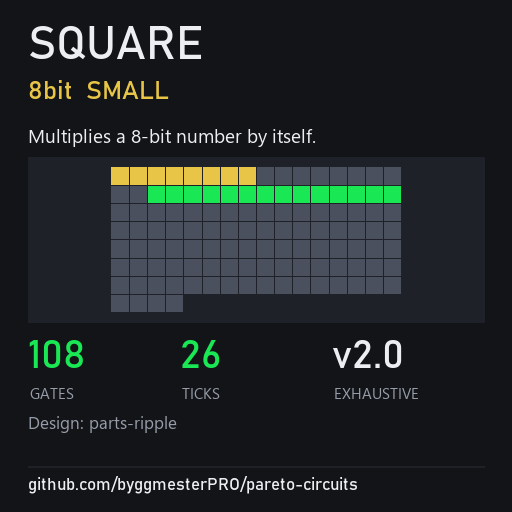 SQUARE
8bit SMALL
Multiplies a 8-bit number by itself.
108 26 v2.0
GATES TICKS EXHAUSTIVE
Design: parts-ripple
github.com/byggmesterPRO/pareto-circuits